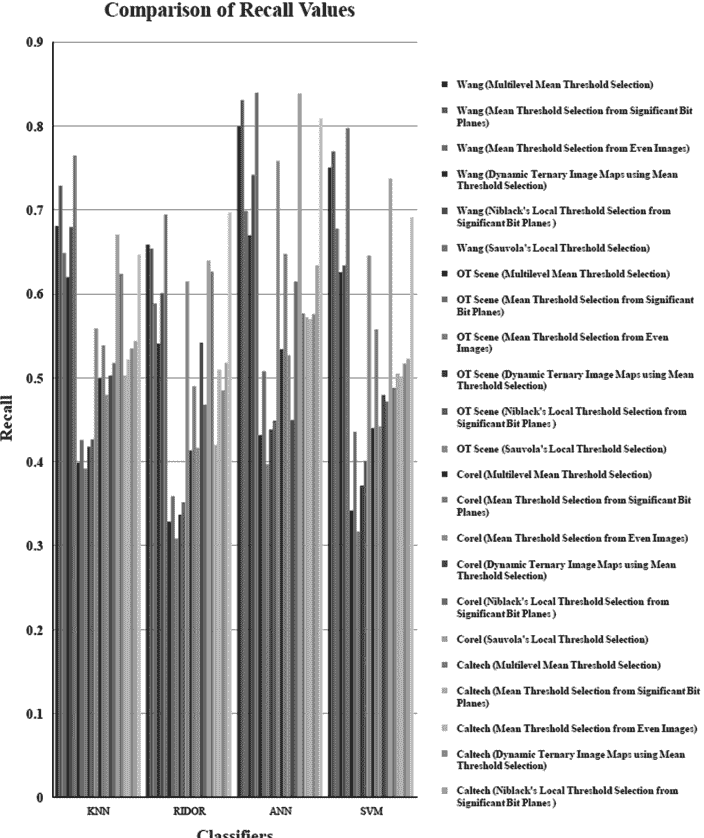 Comparison of Recall Values
0.9
0.8
0.7
0.6
0.5
0.4
0.3
0.2
0.1
0
Recall
KNN
RIDOR
ANN
SVM
Classifiers
Wang (Multilevel Mean Threshold Selection)
Wang (Mean Threshold Selection from Significant Bit
Planes)
Wang (Mean Threshold Selection from Even Images)
Wang (Dynamic Ternary Image Maps using Mean
Threshold Selection)
Wang (Niblack's Local Threshold Selection from
Significant Bit Planes )
Wang (Sauvola's Local Threshold Selection)
OT Scene (Multilevel Mean Threshold Selection)
OT Scene (Mean Threshold Selection from Significant
Bit Planes)
OT Scene (Mean Threshold Selection from Even
Images)
OT Scene (Dynamic Ternary Image Maps using Mean
Threshold Selection)
OT Scene (Niblack's Local Threshold Selection from
Significant Bit Planes )
OT Scene (Sauvola's Local Threshold Selection)
Corel (Multilevel Mean Threshold Selection)
Corel (Mean Threshold Selection from Significant Bit
Planes)
Corel (Mean Threshold Selection from Even Images)
Corel (Dynamic Ternary Image Maps using Mean
Threshold Selection)
Corel (Niblack's Local Threshold Selection from
Significant Bit Planes )
Corel (Sauvola's Local Threshold Selection)
Caltech (Multilevel Mean Threshold Selection)
Caltech (Mean Threshold Selection from Significant Bit
Planes)
Caltech (Mean Threshold Selection from Even Images)
Caltech (Dynamic Ternary Image Maps using Mean
Threshold Selection)
Caltech (Niblack's Local Threshold Selection from
Significant Bit Planes )